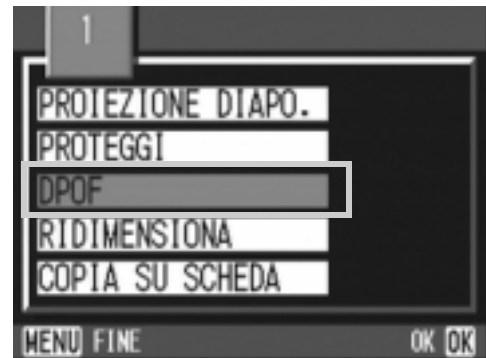 1
PROIEZIONE DIAPO.
PROTEGGI
DPOF
RIDIMENSIONA
COPIA SU SCHEDA
MENU FINE OK OK